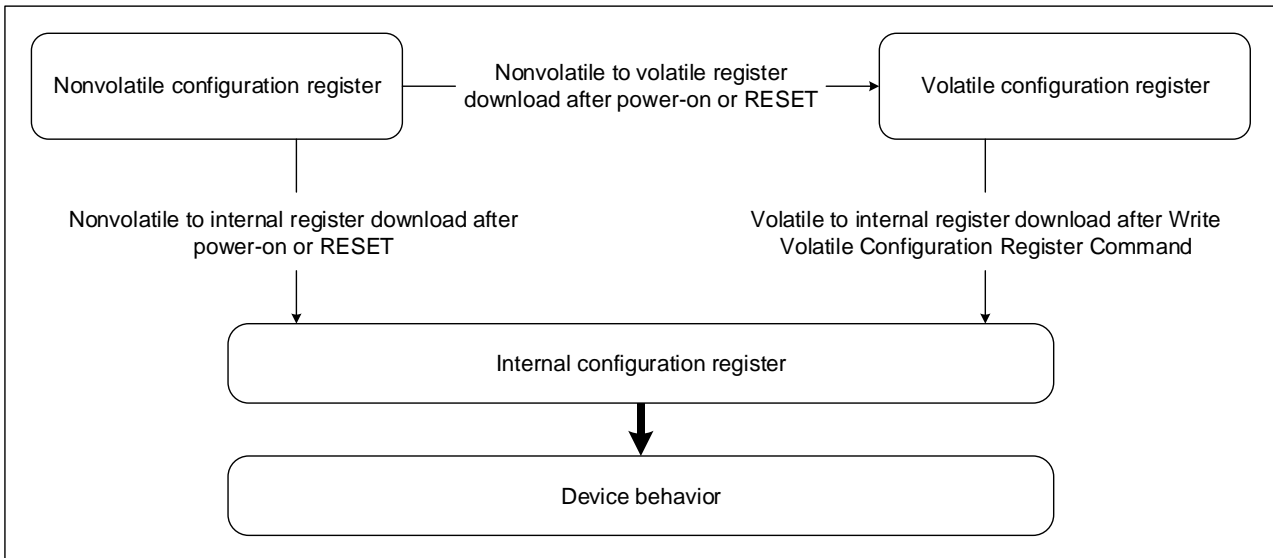 Nonvolatile configuration register
Nonvolatile to volatile register
download after power-on or RESET
Volatile configuration register
Nonvolatile to internal register download after
power-on or RESET
Volatile to internal register download after Write
Volatile Configuration Register Command
Internal configuration register
Device behavior